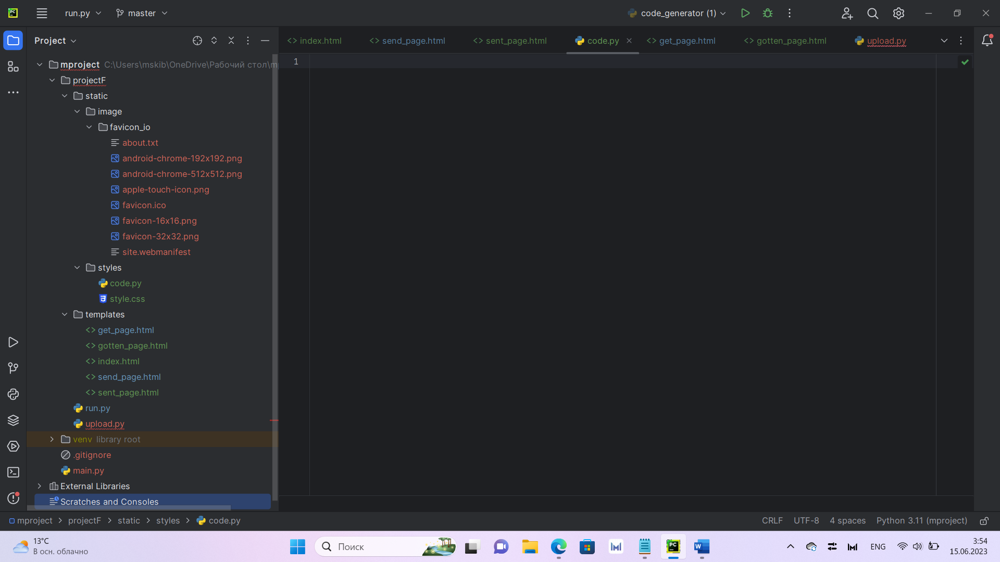 run.py master code_generator (1)
Project
index.html send_page.html sent_page.html code.py get_page.html gotten_page.html upload.py
1
mproject C:\Users\mskib\OneDrive\Рабочий стол\m
projectF
static
image
favicon_io
about.txt
android-chrome-192x192.png
android-chrome-512x512.png
apple-touch-icon.png
favicon.ico
favicon-16x16.png
favicon-32x32.png
site.webmanifest
styles
code.py
style.css
templates
get_page.html
gotten_page.html
index.html
send_page.html
sent_page.html
run.py
upload.py
venv library root
.gitignore
main.py
External Libraries
Scratches and Consoles
mproject > projectF > static > styles > code.py CRLF UTF-8 4 spaces Python 3.11 (mproject)
13°C
В осн. облачно
Поиск
ENG
3:54
15.06.2023